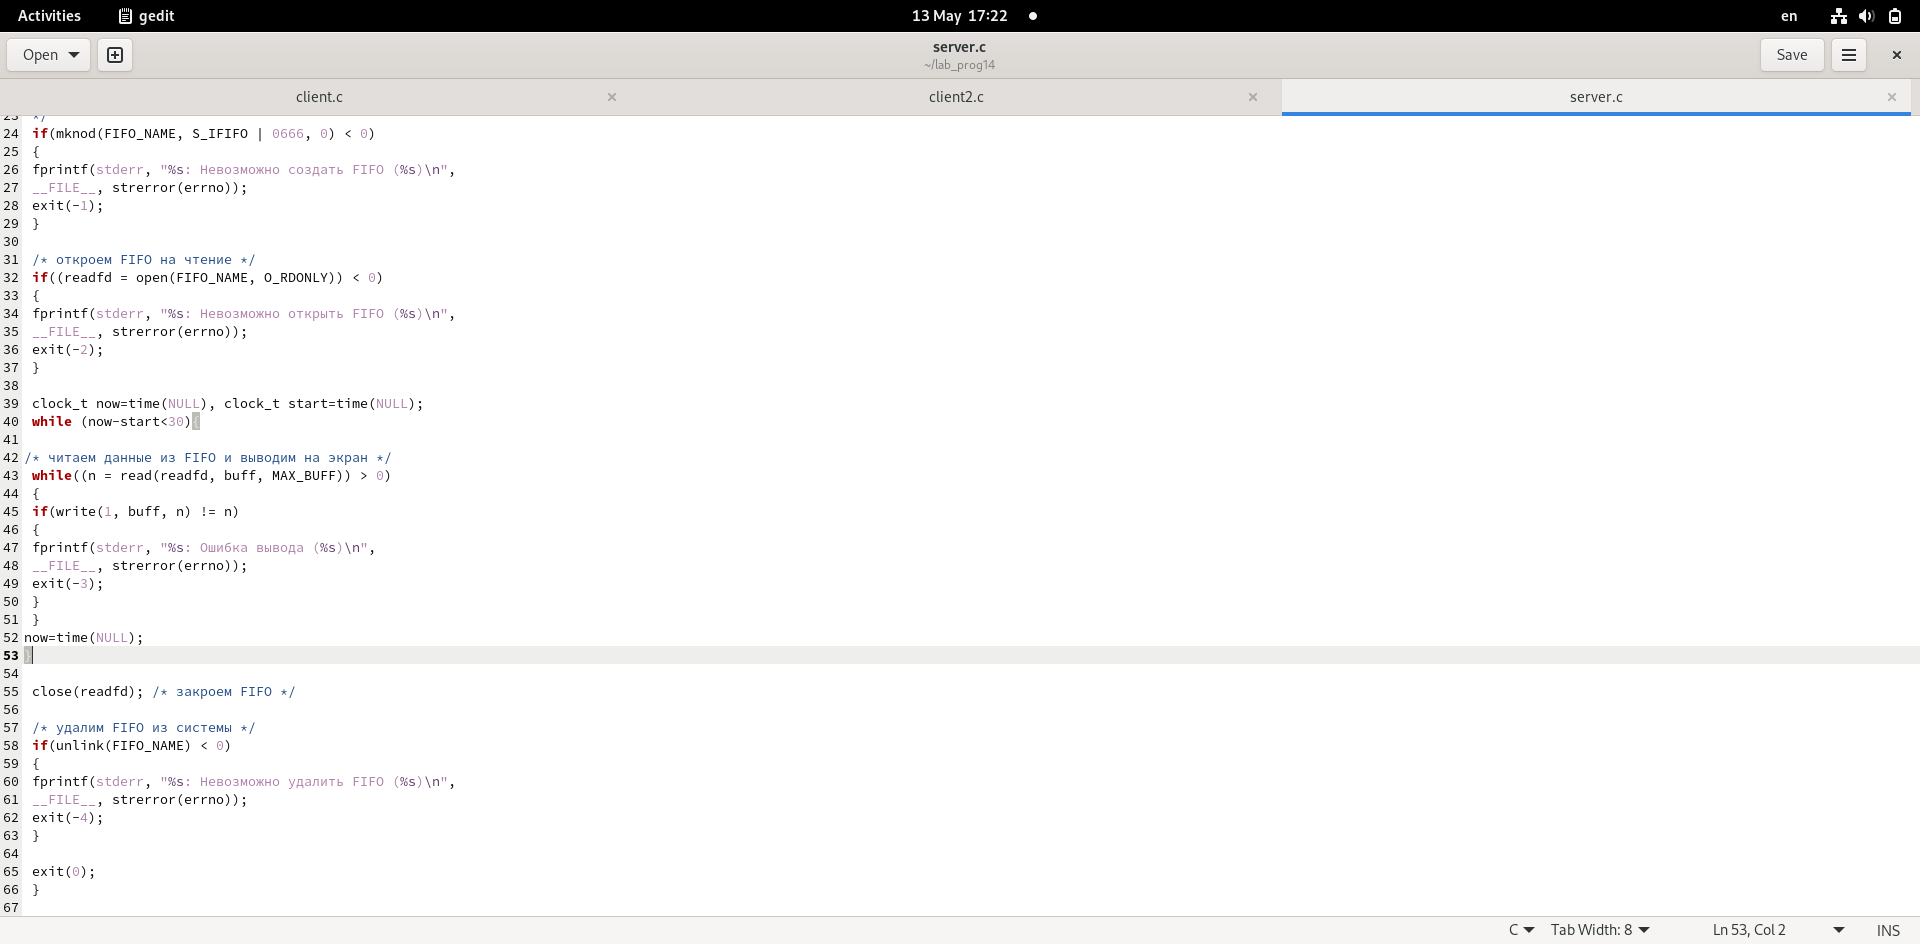 Activities gedit 13 May 17:22 en
Open server.c Save
~/lab_prog14
client.c client2.c server.c
23 */
24 if(mknod(FIFO_NAME, S_IFIFO | 0666, 0) < 0)
25 {
26 fprintf(stderr, "%s: Невозможно создать FIFO (%s)\n",
27 __FILE__, strerror(errno));
28 exit(-1);
29 }
30
31 /* откроем FIFO на чтение */
32 if((readfd = open(FIFO_NAME, O_RDONLY)) < 0)
33 {
34 fprintf(stderr, "%s: Невозможно открыть FIFO (%s)\n",
35 __FILE__, strerror(errno));
36 exit(-2);
37 }
38
39 clock_t now=time(NULL), clock_t start=time(NULL);
40 while (now-start<30){
41
42 /* читаем данные из FIFO и выводим на экран */
43 while((n = read(readfd, buff, MAX_BUFF)) > 0)
44 {
45 if(write(1, buff, n) != n)
46 {
47 fprintf(stderr, "%s: Ошибка вывода (%s)\n",
48 __FILE__, strerror(errno));
49 exit(-3);
50 }
51 }
52 now=time(NULL);
53 }
54
55 close(readfd); /* закроем FIFO */
56
57 /* удалим FIFO из системы */
58 if(unlink(FIFO_NAME) < 0)
59 {
60 fprintf(stderr, "%s: Невозможно удалить FIFO (%s)\n",
61 __FILE__, strerror(errno));
62 exit(-4);
63 }
64
65 exit(0);
66 }
67
C Tab Width: 8 Ln 53, Col 2 INS